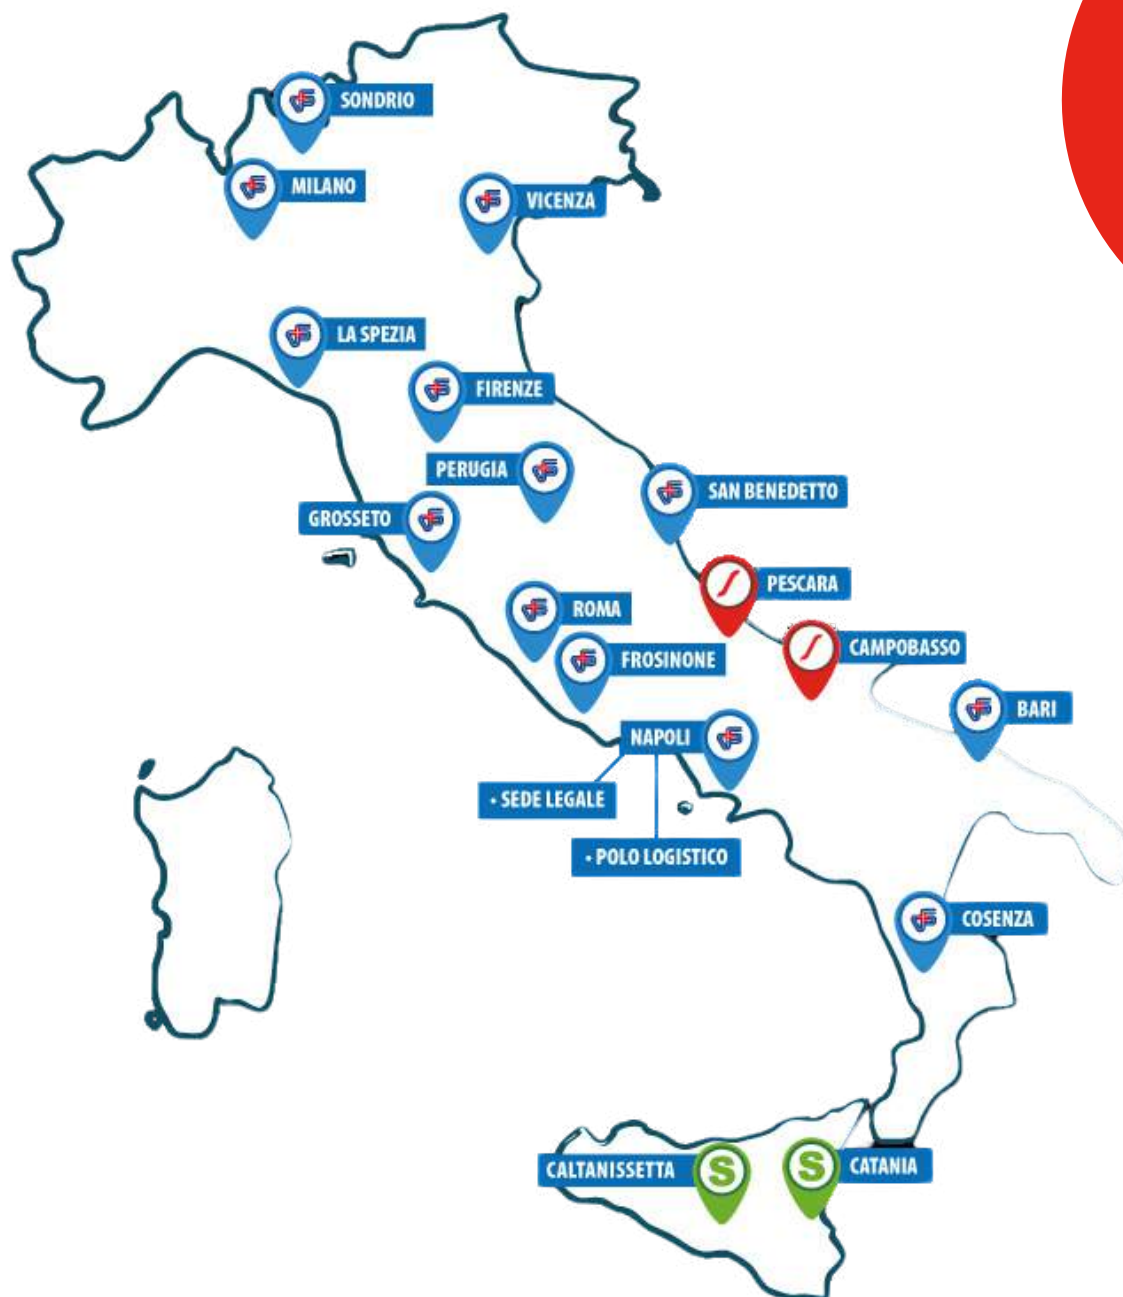 SONDRIO
MILANO
VICENZA
LA SPEZIA
FIRENZE
PERUGIA
SAN BENEDETTO
GROSSETO
PESCARA
ROMA
CAMPOBASSO
FROSINONE
BARI
NAPOLI
• SEDE LEGALE
• POLO LOGISTICO
COSENZA
CALTANISSETTA
S
S
CATANIA